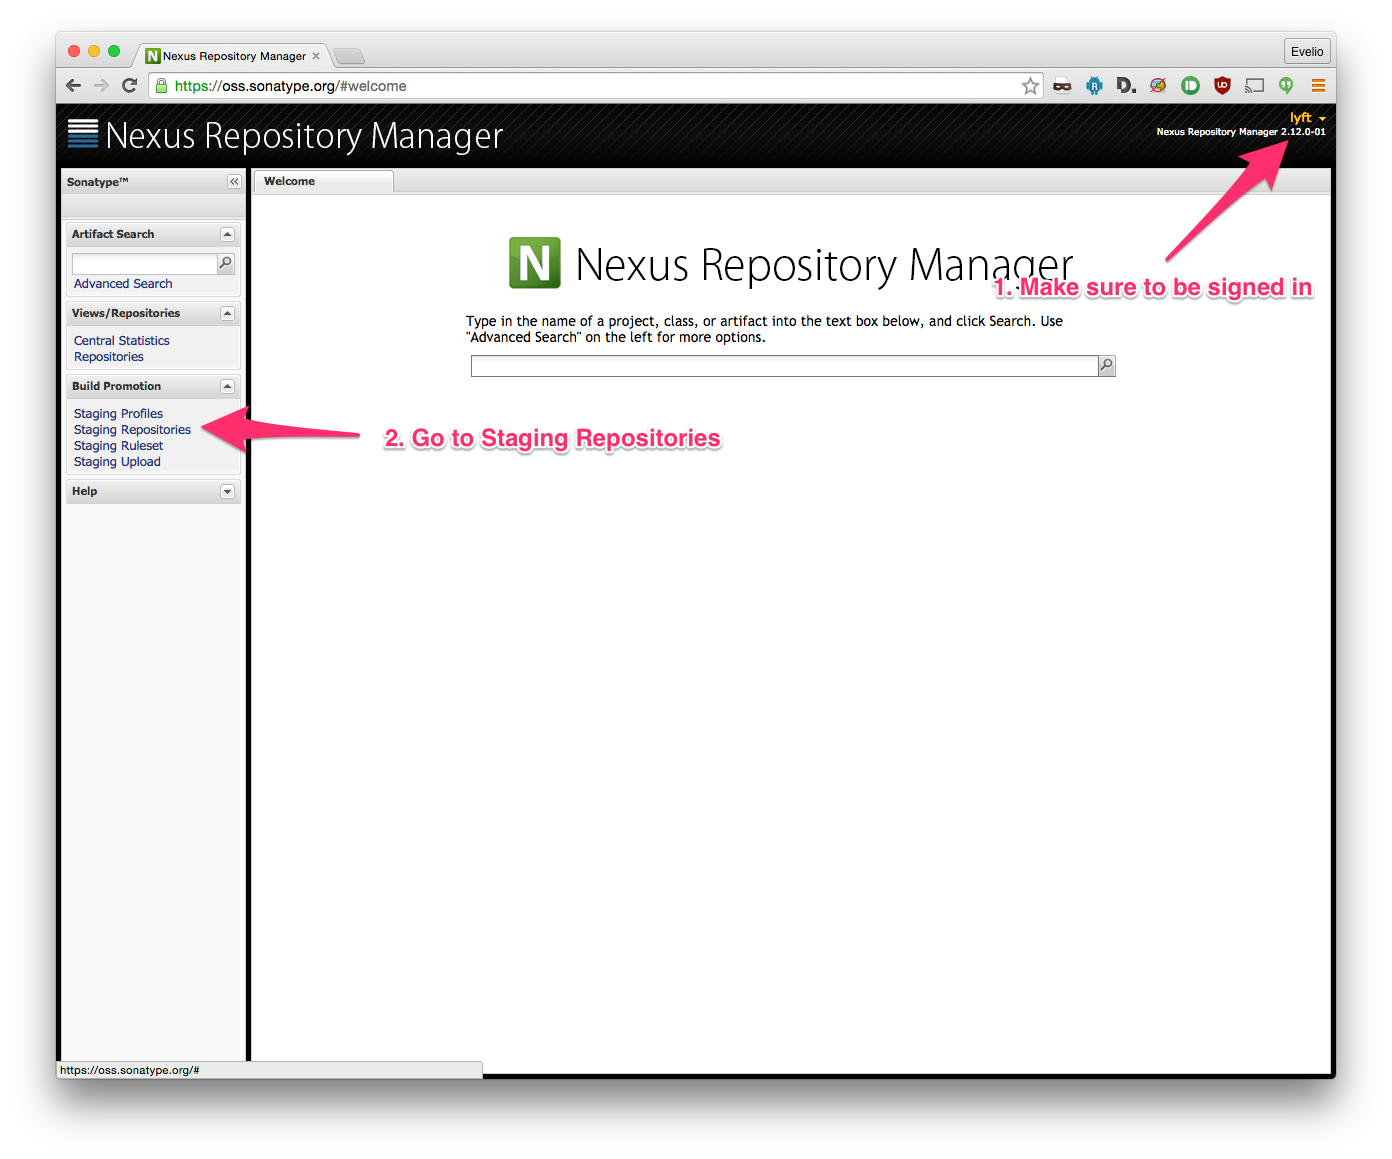 Nexus Repository Manager
Evelio
https://oss.sonatype.org/#welcome
Nexus Repository Manager
lyft
Nexus Repository Manager 2.12.0-01
Sonatype™
Welcome
Artifact Search
Advanced Search
Views/Repositories
Central Statistics
Repositories
Build Promotion
Staging Profiles
Staging Repositories
Staging Ruleset
Staging Upload
Help
N Nexus Repository Manager
1. Make sure to be signed in
Type in the name of a project, class, or artifact into the text box below, and click Search. Use
"Advanced Search" on the left for more options.
2. Go to Staging Repositories
https://oss.sonatype.org/#